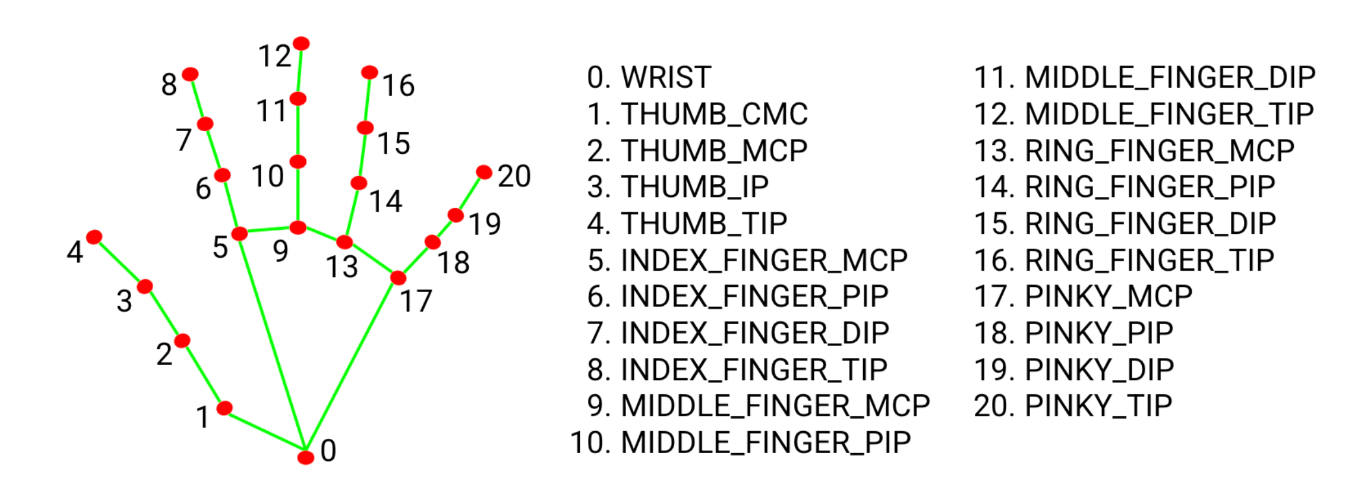 12
8
16
11
7
15
10
6
14
20
19
5
9
13
18
4
17
3
2
1
0
0. WRIST
1. THUMB_CMC
2. THUMB_MCP
3. THUMB_IP
4. THUMB_TIP
5. INDEX_FINGER_MCP
6. INDEX_FINGER_PIP
7. INDEX_FINGER_DIP
8. INDEX_FINGER_TIP
9. MIDDLE_FINGER_MCP
10. MIDDLE_FINGER_PIP
11. MIDDLE_FINGER_DIP
12. MIDDLE_FINGER_TIP
13. RING_FINGER_MCP
14. RING_FINGER_PIP
15. RING_FINGER_DIP
16. RING_FINGER_TIP
17. PINKY_MCP
18. PINKY_PIP
19. PINKY_DIP
20. PINKY_TIP